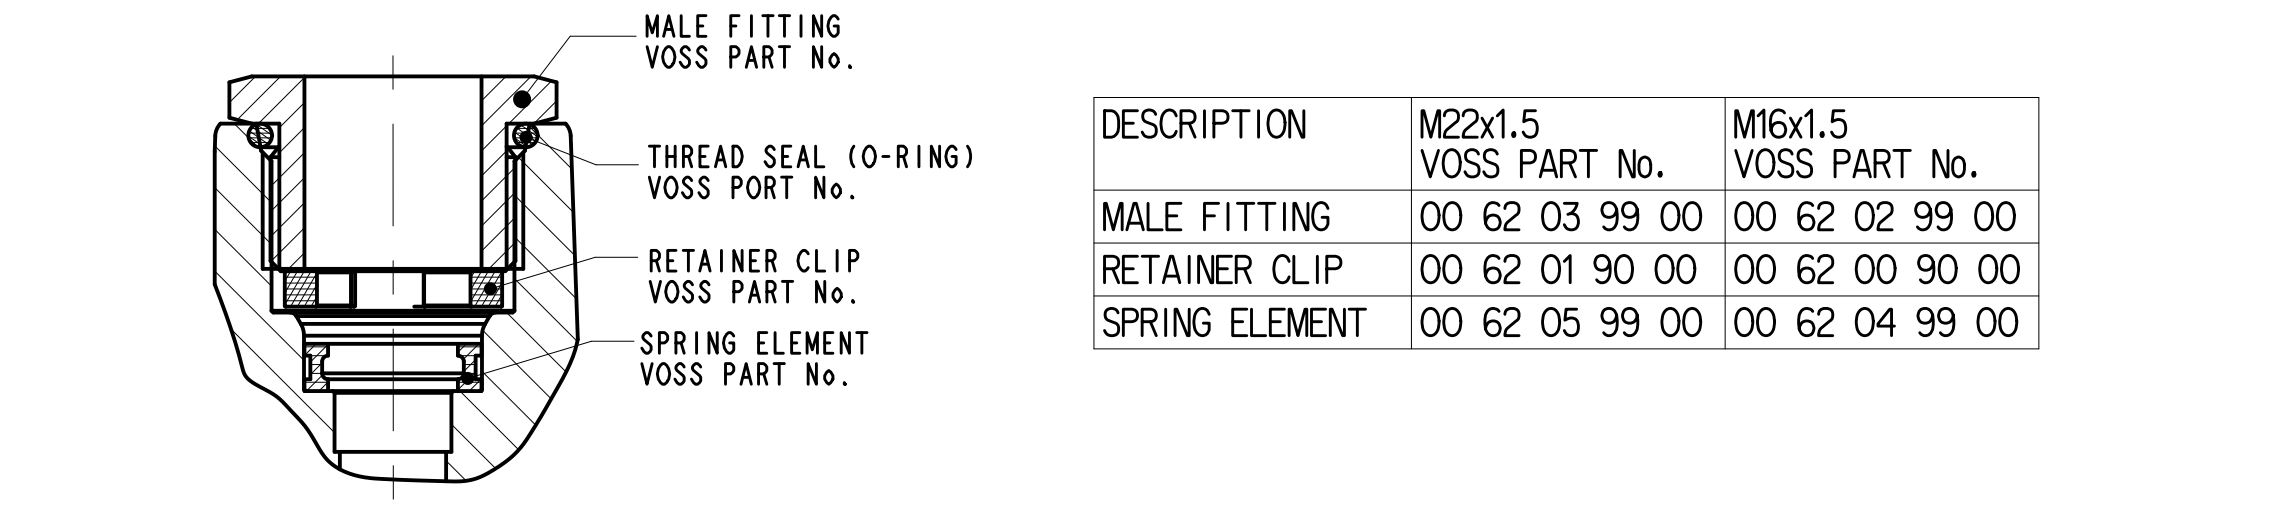 MALE FITTING
VOSS PART No.
THREAD SEAL (O-RING)
VOSS PORT No.
RETAINER CLIP
VOSS PART No.
SPRING ELEMENT
VOSS PART No.
DESCRIPTION M22x1.5 M16x1.5
VOSS PART No. VOSS PART No.
MALE FITTING 00 62 03 99 00 00 62 02 99 00
RETAINER CLIP 00 62 01 90 00 00 62 00 90 00
SPRING ELEMENT 00 62 05 99 00 00 62 04 99 00